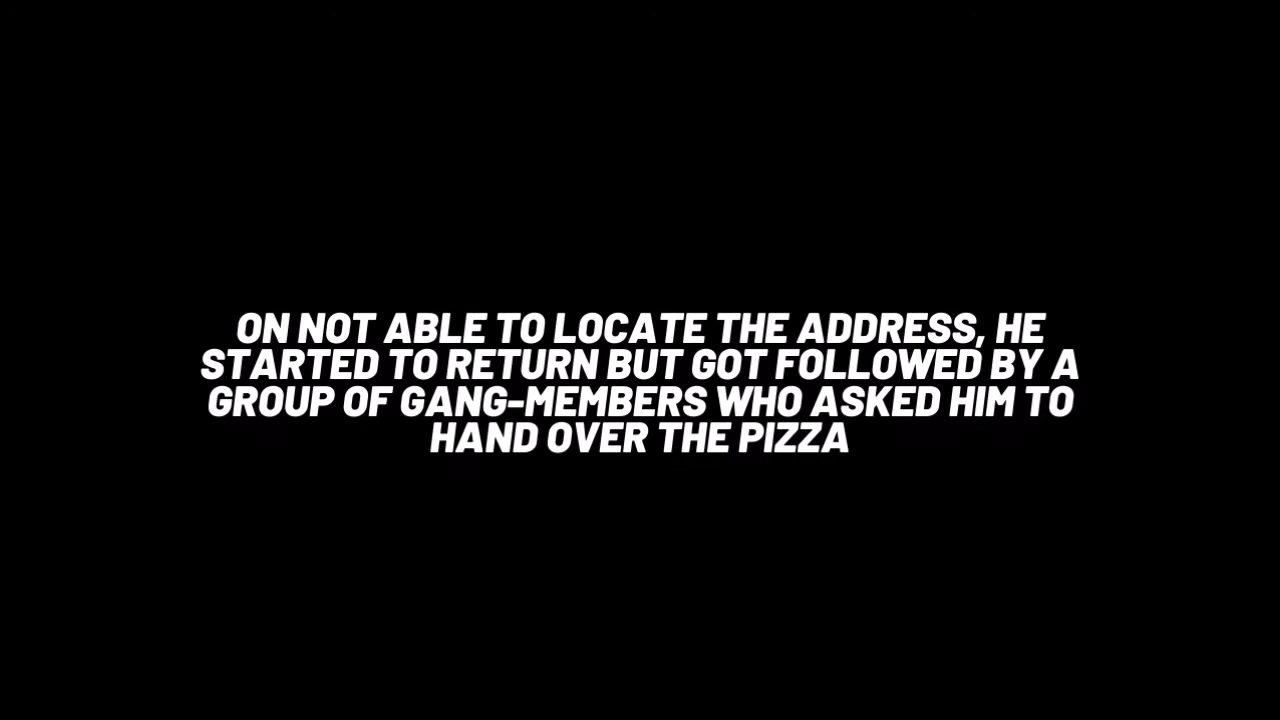 ON NOT ABLE TO LOCATE THE ADDRESS, HE
STARTED TO RETURN BUT GOT FOLLOWED BY A
GROUP OF GANG-MEMBERS WHO ASKED HIM TO
HAND OVER THE PIZZA